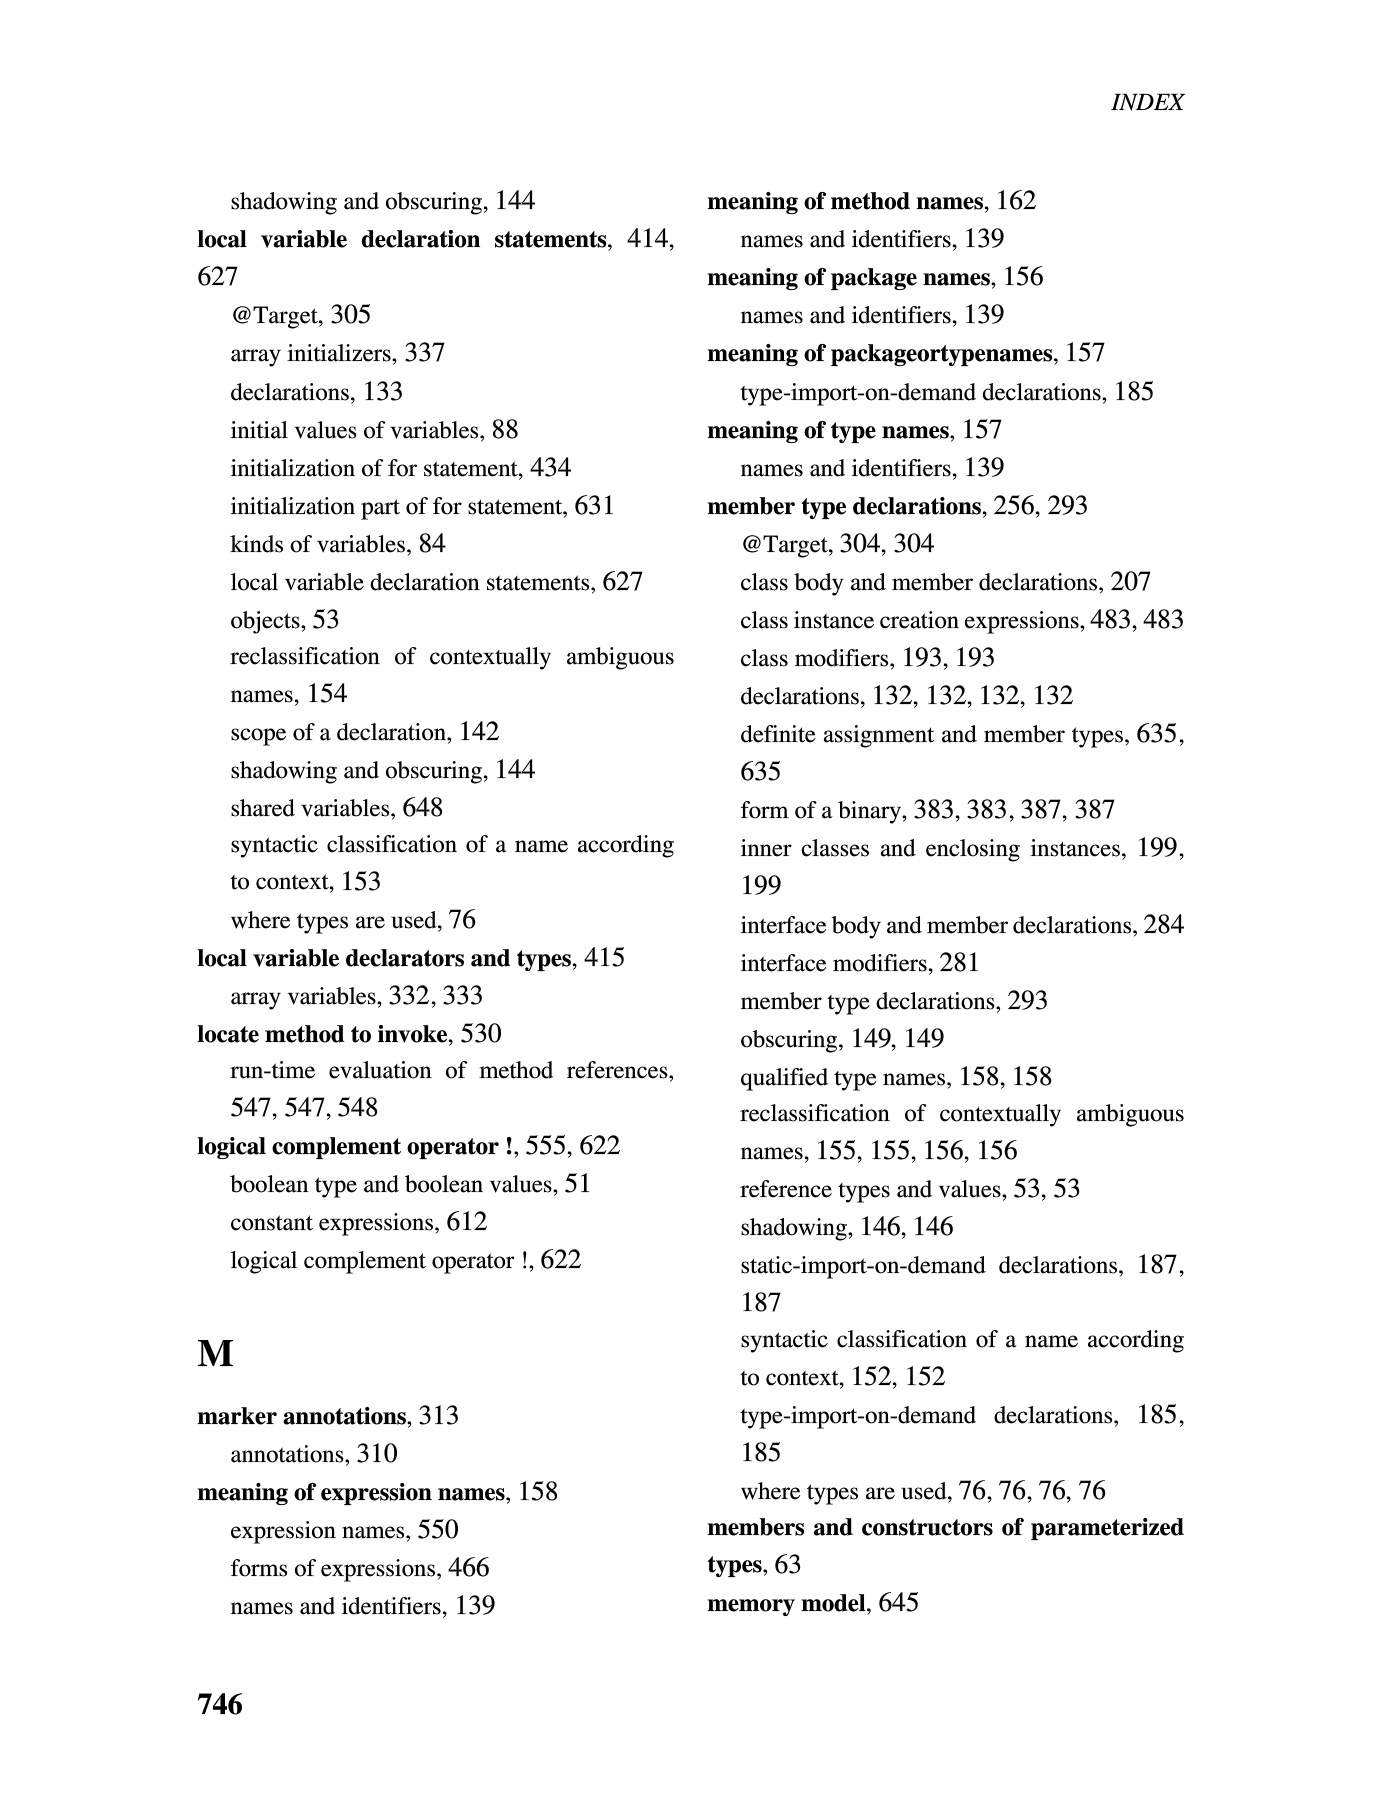 INDEX
shadowing and obscuring, 144
local variable declaration statements, 414,
627
@Target, 305
array initializers, 337
declarations, 133
initial values of variables, 88
initialization of for statement, 434
initialization part of for statement, 631
kinds of variables, 84
local variable declaration statements, 627
objects, 53
reclassification of contextually ambiguous
names, 154
scope of a declaration, 142
shadowing and obscuring, 144
shared variables, 648
syntactic classification of a name according
to context, 153
where types are used, 76
local variable declarators and types, 415
array variables, 332, 333
locate method to invoke, 530
run-time evaluation of method references,
547, 547, 548
logical complement operator !, 555, 622
boolean type and boolean values, 51
constant expressions, 612
logical complement operator !, 622
M
marker annotations, 313
annotations, 310
meaning of expression names, 158
expression names, 550
forms of expressions, 466
names and identifiers, 139
meaning of method names, 162
names and identifiers, 139
meaning of package names, 156
names and identifiers, 139
meaning of packageortypenames, 157
type-import-on-demand declarations, 185
meaning of type names, 157
names and identifiers, 139
member type declarations, 256, 293
@Target, 304, 304
class body and member declarations, 207
class instance creation expressions, 483, 483
class modifiers, 193, 193
declarations, 132, 132, 132, 132
definite assignment and member types, 635,
635
form of a binary, 383, 383, 387, 387
inner classes and enclosing instances, 199,
199
interface body and member declarations, 284
interface modifiers, 281
member type declarations, 293
obscuring, 149, 149
qualified type names, 158, 158
reclassification of contextually ambiguous
names, 155, 155, 156, 156
reference types and values, 53, 53
shadowing, 146, 146
static-import-on-demand declarations, 187,
187
syntactic classification of a name according
to context, 152, 152
type-import-on-demand declarations, 185,
185
where types are used, 76, 76, 76, 76
members and constructors of parameterized
types, 63
memory model, 645
746